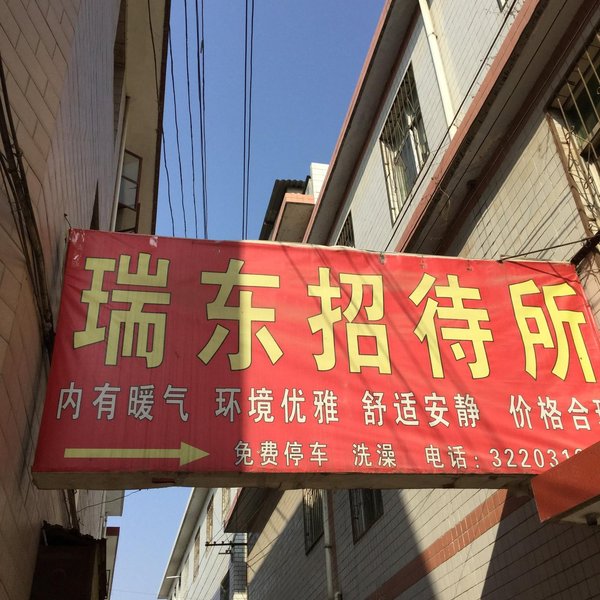 瑞东招待所
内有暖气 环境优雅 舒适安静 价格合
免费停车 洗澡 电话:322031